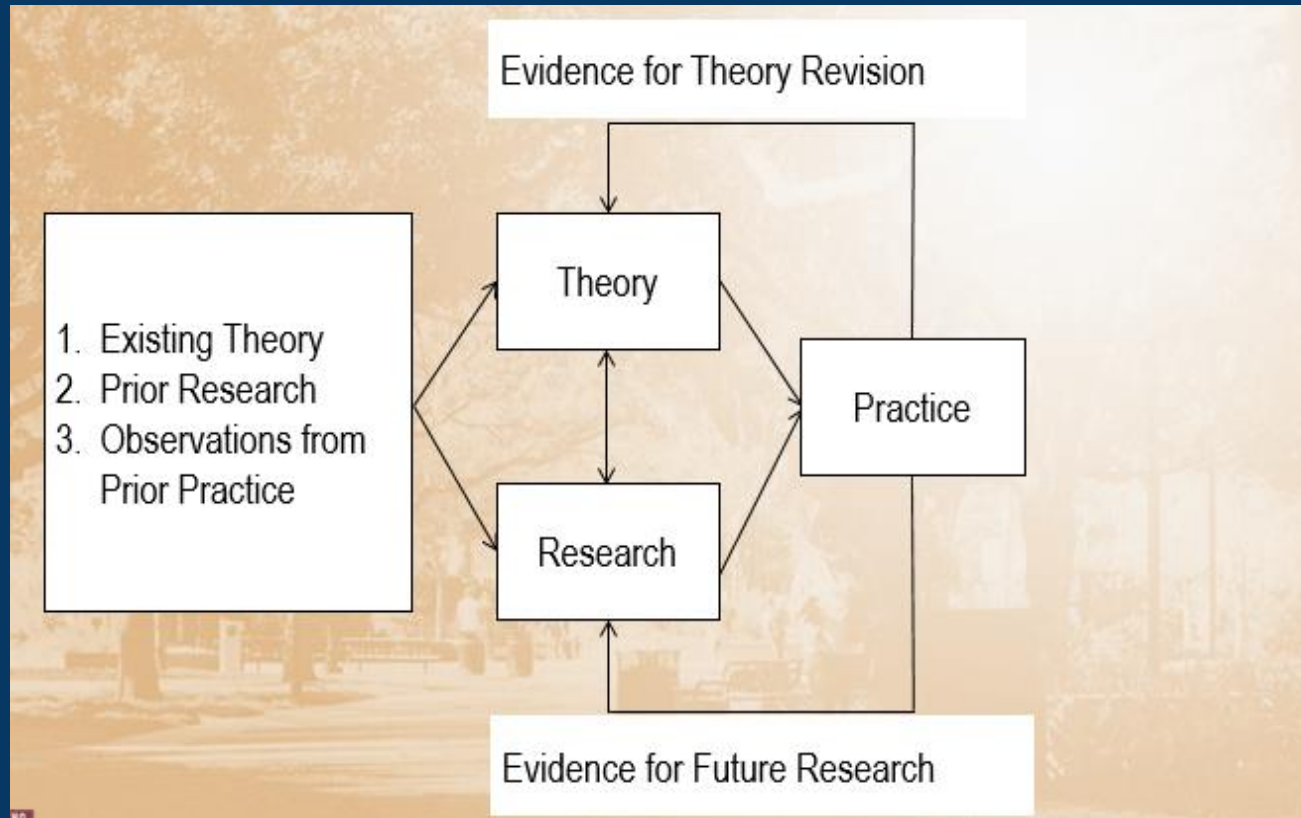 Evidence for Theory Revision
Theory
1. Existing Theory
2. Prior Research
3. Observations from
Prior Practice
Practice
Research
Evidence for Future Research